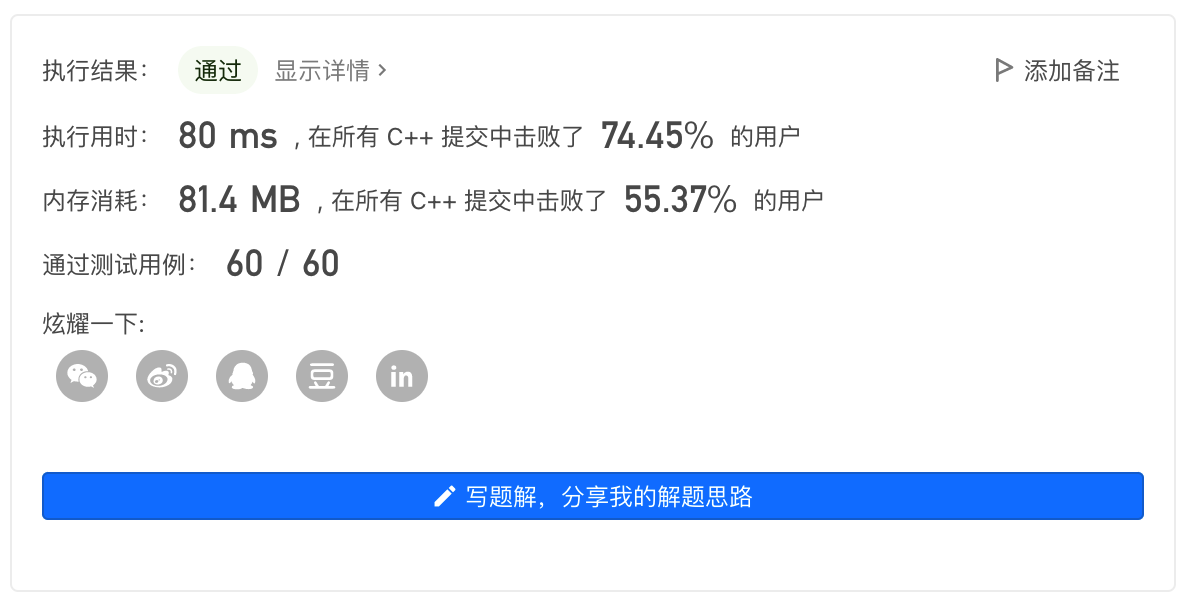 执行结果： 通过 显示详情 › 添加备注
执行用时： 80 ms , 在所有 C++ 提交中击败了 74.45% 的用户
内存消耗： 81.4 MB , 在所有 C++ 提交中击败了 55.37% 的用户
通过测试用例： 60 / 60
炫耀一下:
豆 in
写题解，分享我的解题思路